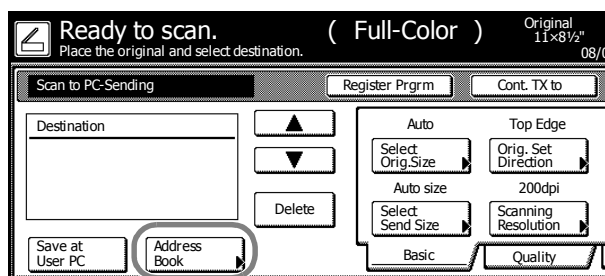 Ready to scan.
Place the original and select destination.
( Full-Color )
Original
11×8½"
08/0
Scan to PC-Sending
Register Prgrm
Cont. TX to
Destination
Delete
Auto
Top Edge
Select
Orig.Size
Orig. Set
Direction
Auto size
200dpi
Select
Send Size
Scanning
Resolution
Save at
User PC
Address
Book
Basic
Quality